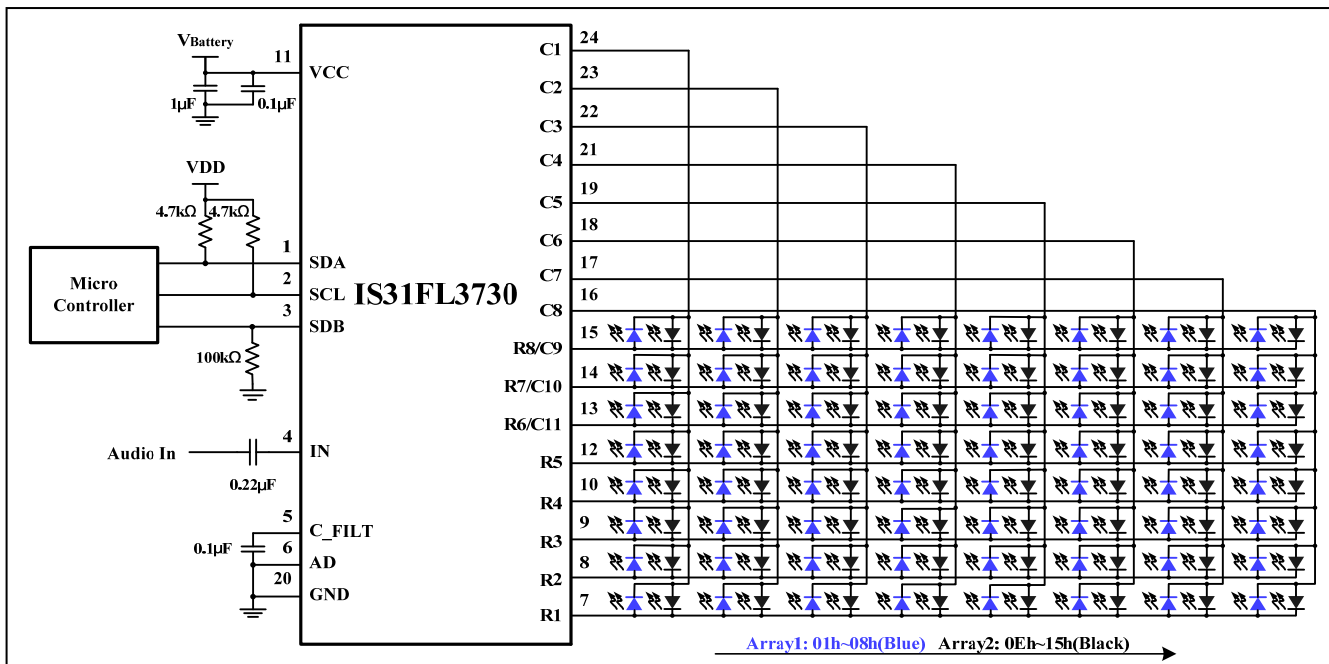 VBattery
11
VCC
1μF
0.1μF
VDD
4.7kΩ 4.7kΩ
Micro
Controller
1
SDA
2
SCL
3
SDB
100kΩ
IS31FL3730
Audio In
4
IN
0.22μF
5
C_FILT
0.1μF
6
AD
20
GND
24
C1
23
C2
22
C3
21
C4
19
C5
18
C6
17
C7
16
C8
15
R8/C9
14
R7/C10
13
R6/C11
12
R5
10
R4
9
R3
8
R2
7
R1
Array1: 01h~08h(Blue) Array2: 0Eh~15h(Black)